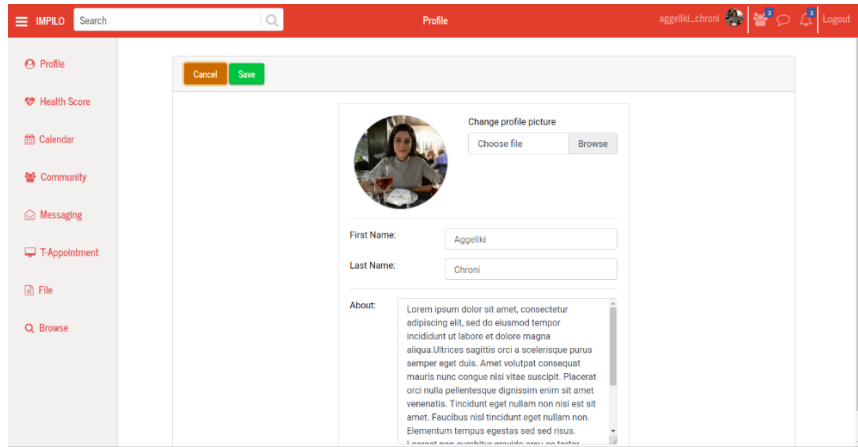 IMPILO
Search
Profile
aggeliki_chroni
3
3
Logout
Profile
Health Score
Calendar
Community
Messaging
T-Appointment
File
Browse
Cancel
Save
Change profile picture
Choose file
Browse
First Name:
Aggeliki
Last Name:
Chroni
About:
Lorem ipsum dolor sit amet, consectetur
adipiscing elit, sed do eiusmod tempor
incididunt ut labore et dolore magna
aliqua.Ultrices sagittis orci a scelerisque purus
semper eget duis. Amet volutpat consequat
mauris nunc congue nisi vitae suscipit. Placerat
orci nulla pellentesque dignissim enim sit amet
venenatis. Tincidunt eget nullam non nisi est sit
amet. Faucibus nisl tincidunt eget nullam non.
Elementum tempus egestas sed sed risus.